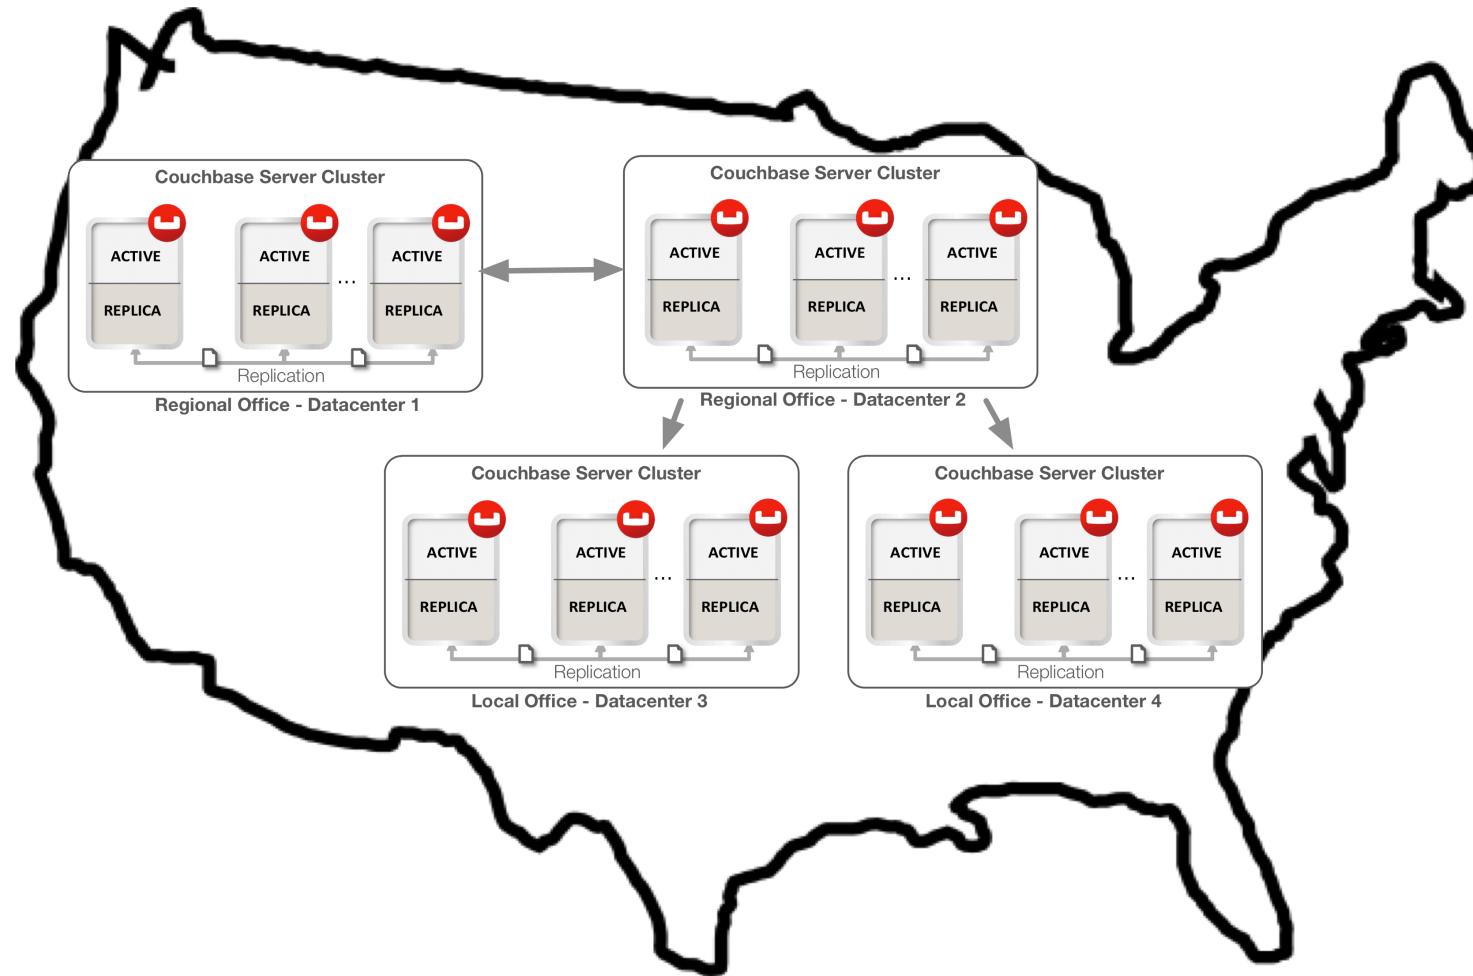 Couchbase Server Cluster
ACTIVE ACTIVE ... ACTIVE
REPLICA REPLICA REPLICA
Replication
Regional Office - Datacenter 1
Couchbase Server Cluster
ACTIVE ACTIVE ... ACTIVE
REPLICA REPLICA REPLICA
Replication
Regional Office - Datacenter 2
Couchbase Server Cluster
ACTIVE ACTIVE ... ACTIVE
REPLICA REPLICA REPLICA
Replication
Local Office - Datacenter 3
Couchbase Server Cluster
ACTIVE ACTIVE ... ACTIVE
REPLICA REPLICA REPLICA
Replication
Local Office - Datacenter 4